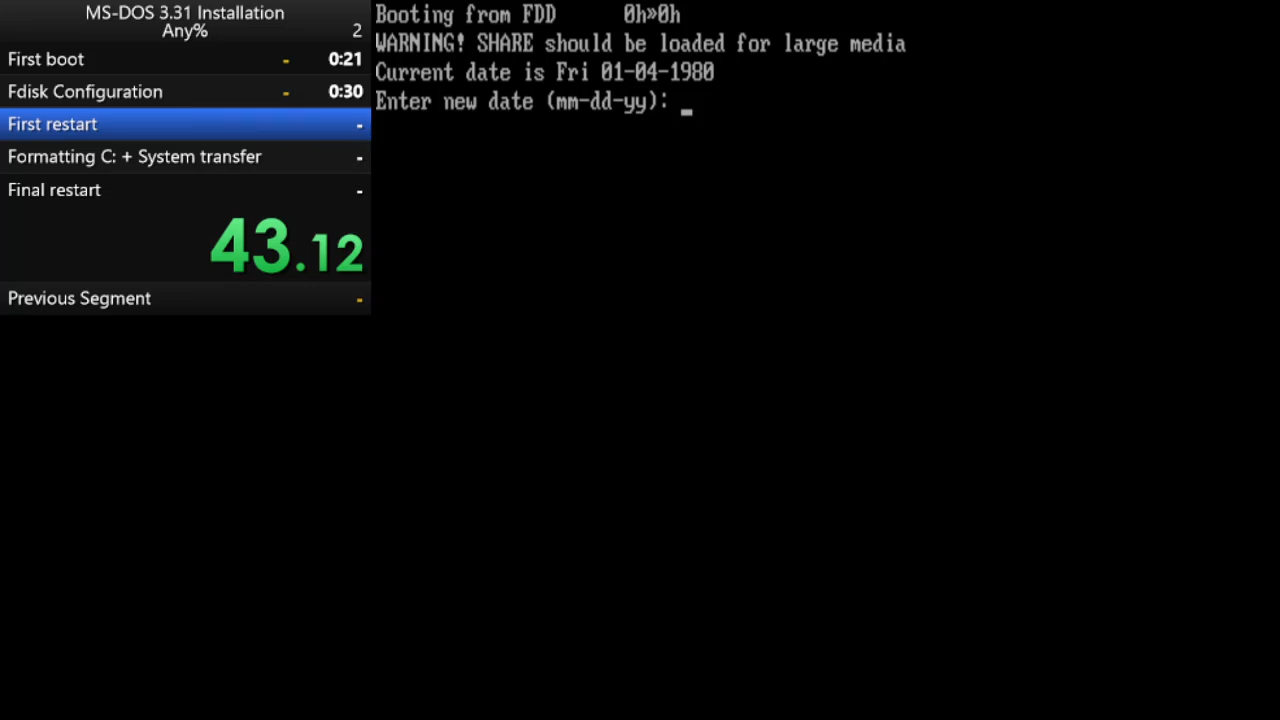 MS-DOS 3.31 Installation
Any% 2
First boot - 0:21
Fdisk Configuration - 0:30
First restart -
Formatting C: + System transfer -
Final restart -
43.12
Previous Segment -
Booting from FDD 0h»0h
WARNING! SHARE should be loaded for large media
Current date is Fri 01-04-1980
Enter new date (mm-dd-yy): _